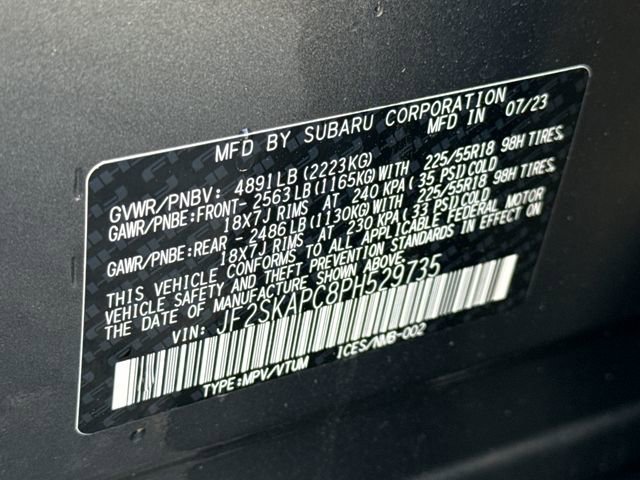 MFD BY SUBARU CORPORATION
MFD IN 07/23
GVWR/PNBV: 4891LB(2223KG)
GAWR/PNBE:FRONT- 2563LB(1165KG)WITH 225/55R18 98H TIRES,
18X7J RIMS AT 240 KPA(35 PSI)COLD
GAWR/PNBE:REAR - 2486LB(1130KG)WITH 225/55R18 98H TIRES,
18X7J RIMS AT 230 KPA(33 PSI)COLD
THIS VEHICLE CONFORMS TO ALL APPLICABLE FEDERAL MOTOR
VEHICLE SAFETY AND THEFT PREVENTION STANDARDS IN EFFECT ON
THE DATE OF MANUFACTURE SHOWN ABOVE.
VIN: JF2SKAPC8PH529735
TYPE:MPV/VTUM ICES/NMB-002